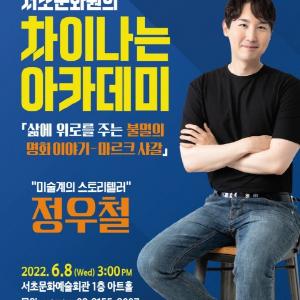 서초문화원의
차이나는
아카데미
「삶에 위로를 주는 불멸의
명화 이야기-마르크 샤갈」
"미술계의 스토리텔러"
정우철
2022. 6.8 (Wed) 3:00 PM
서초문화예술회관 1층 아트홀